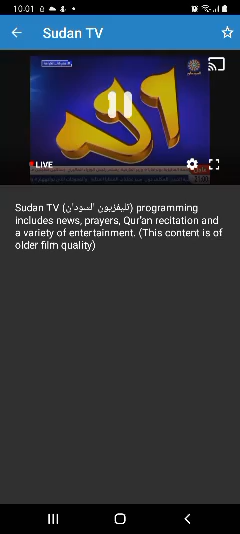 10:01
Sudan TV
LIVE
Sudan TV (تليفزيون السودان) programming
includes news, prayers, Qur'an recitation and
a variety of entertainment. (This content is of
older film quality)